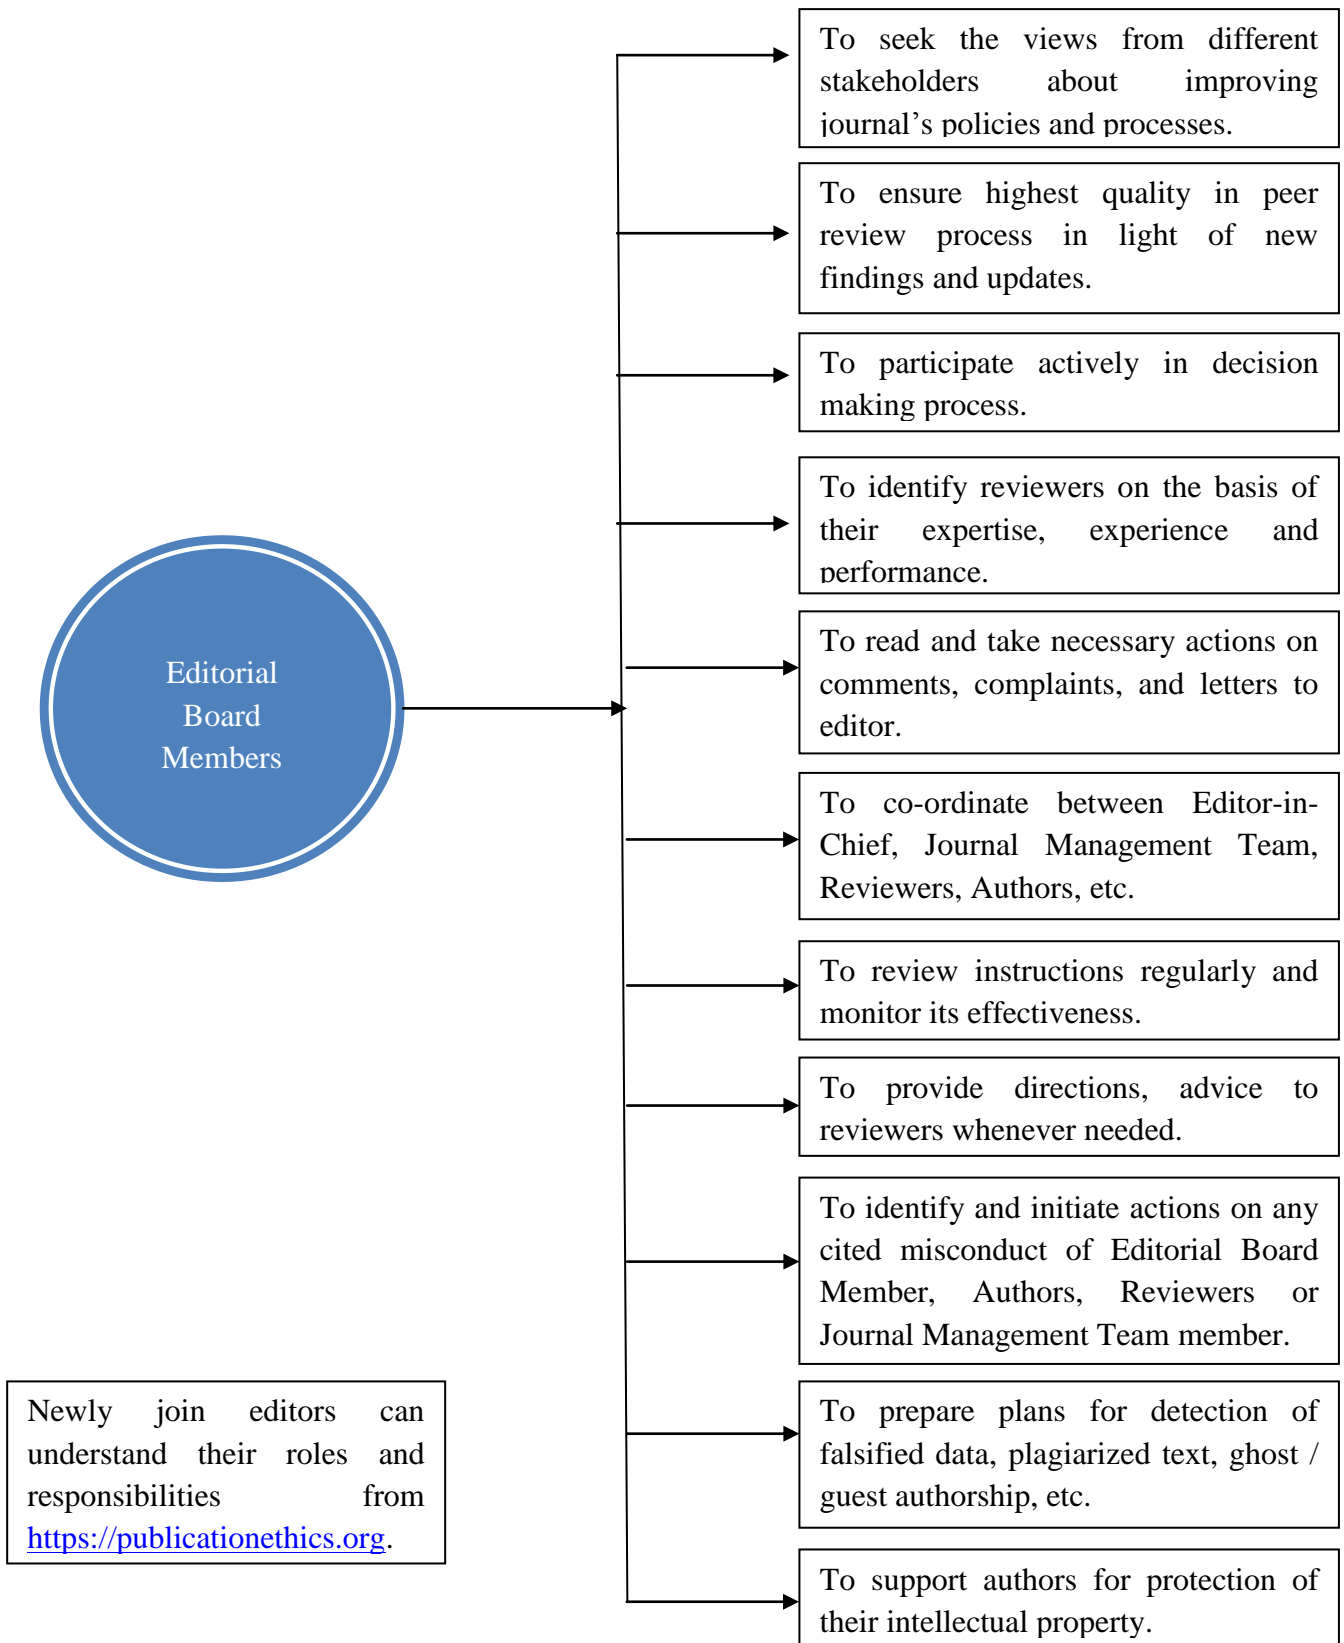 To seek the views from different
stakeholders about improving
journal's policies and processes.
To ensure highest quality in peer
review process in light of new
findings and updates.
To participate actively in decision
making process.
To identify reviewers on the basis of
their expertise, experience and
performance.
Editorial
Board
Members
To read and take necessary actions on
comments, complaints, and letters to
editor.
To co-ordinate between Editor-in-
Chief, Journal Management Team,
Reviewers, Authors, etc.
To review instructions regularly and
monitor its effectiveness.
To provide directions, advice to
reviewers whenever needed.
To identify and initiate actions on any
cited misconduct of Editorial Board
Member, Authors, Reviewers or
Journal Management Team member.
Newly join editors can
understand their roles and
responsibilities from
https://publicationethics.org.
To prepare plans for detection of
falsified data, plagiarized text, ghost /
guest authorship, etc.
To support authors for protection of
their intellectual property.